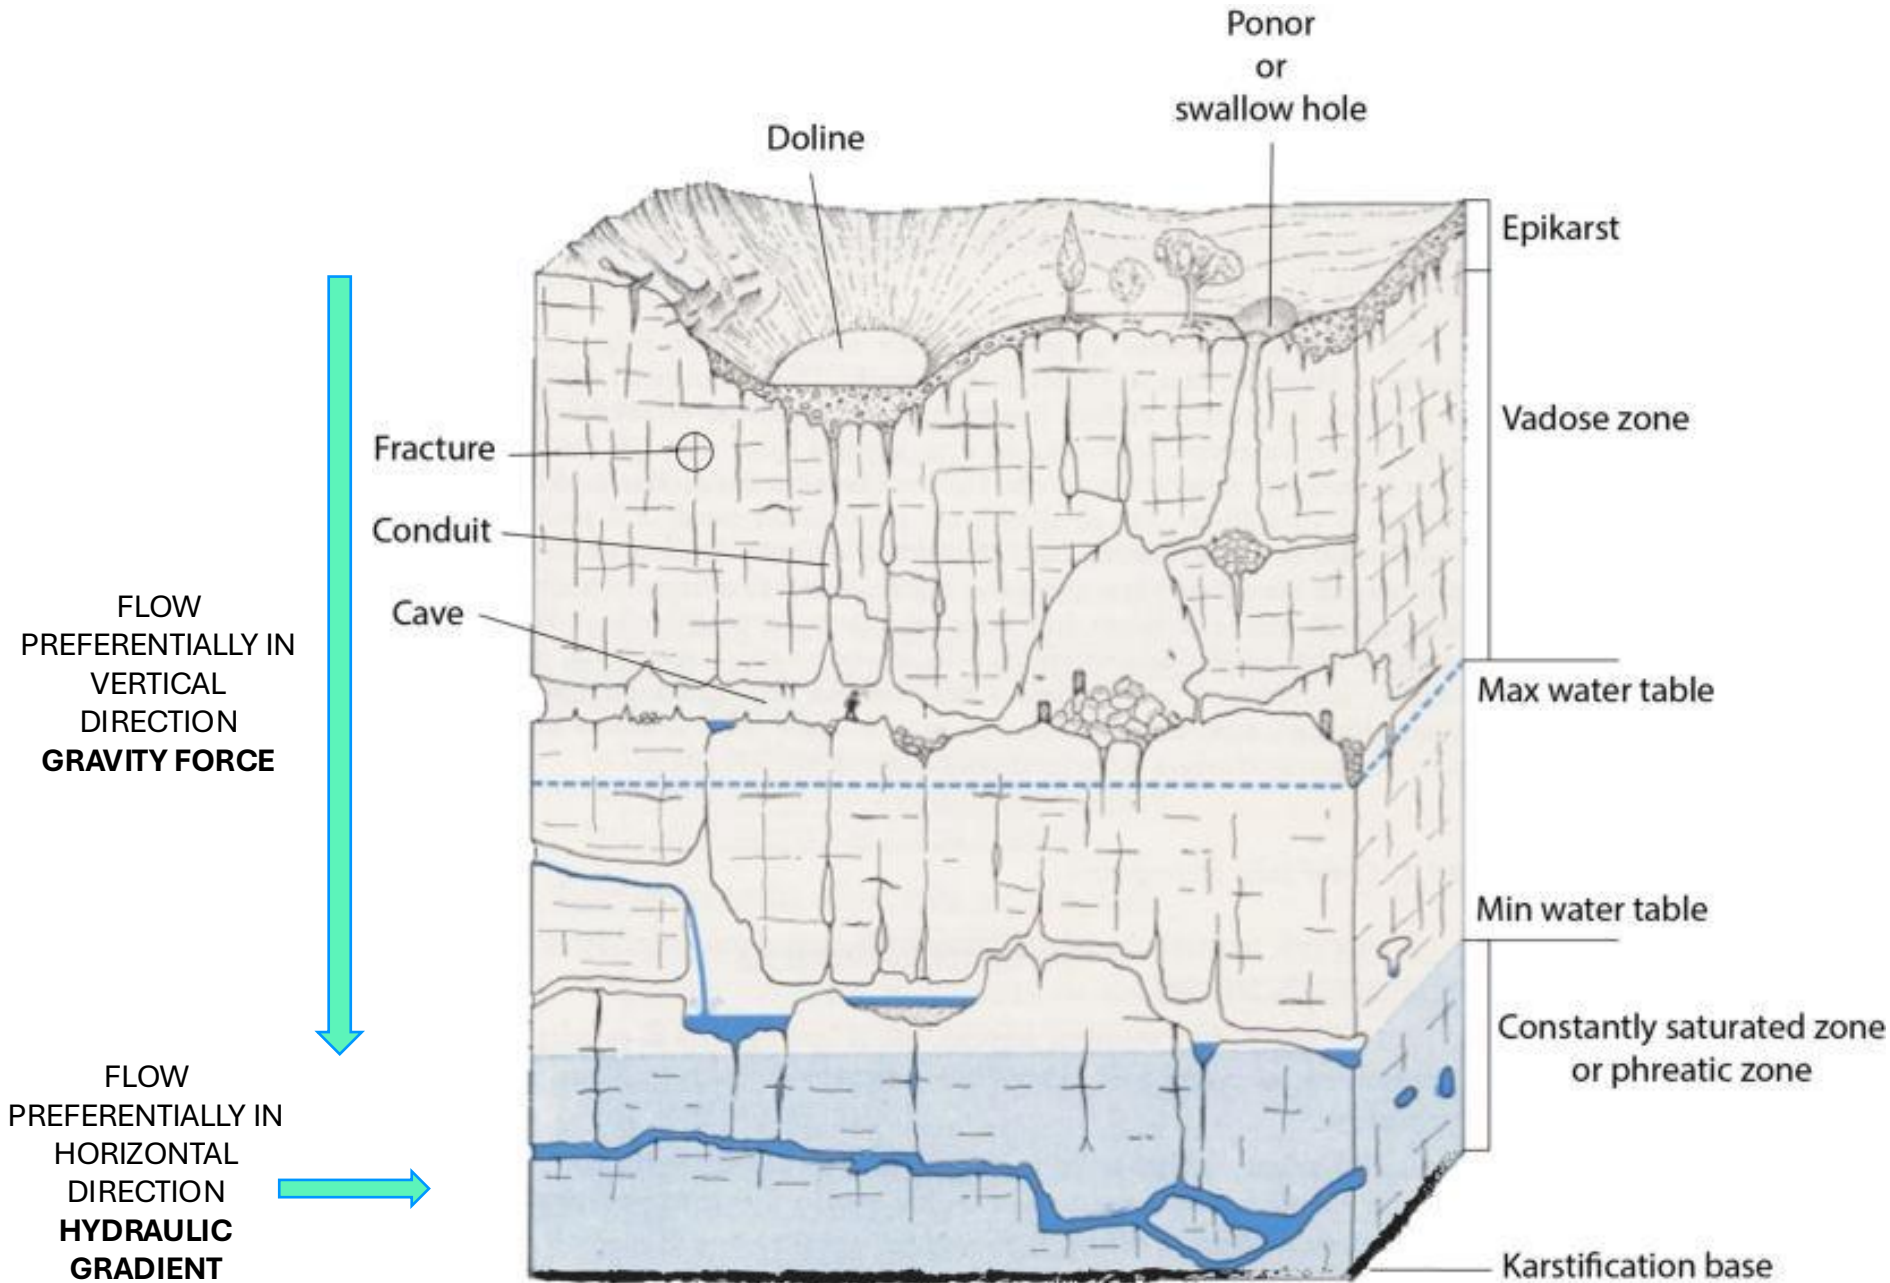 Ponor
or
swallow hole
Doline
Epikarst
Vadose zone
Fracture
Conduit
Cave
FLOW
PREFERENTIALLY IN
VERTICAL
DIRECTION
GRAVITY FORCE
Max water table
Min water table
Constantly saturated zone
or phreatic zone
FLOW
PREFERENTIALLY IN
HORIZONTAL
DIRECTION
HYDRAULIC
GRADIENT
Karstification base